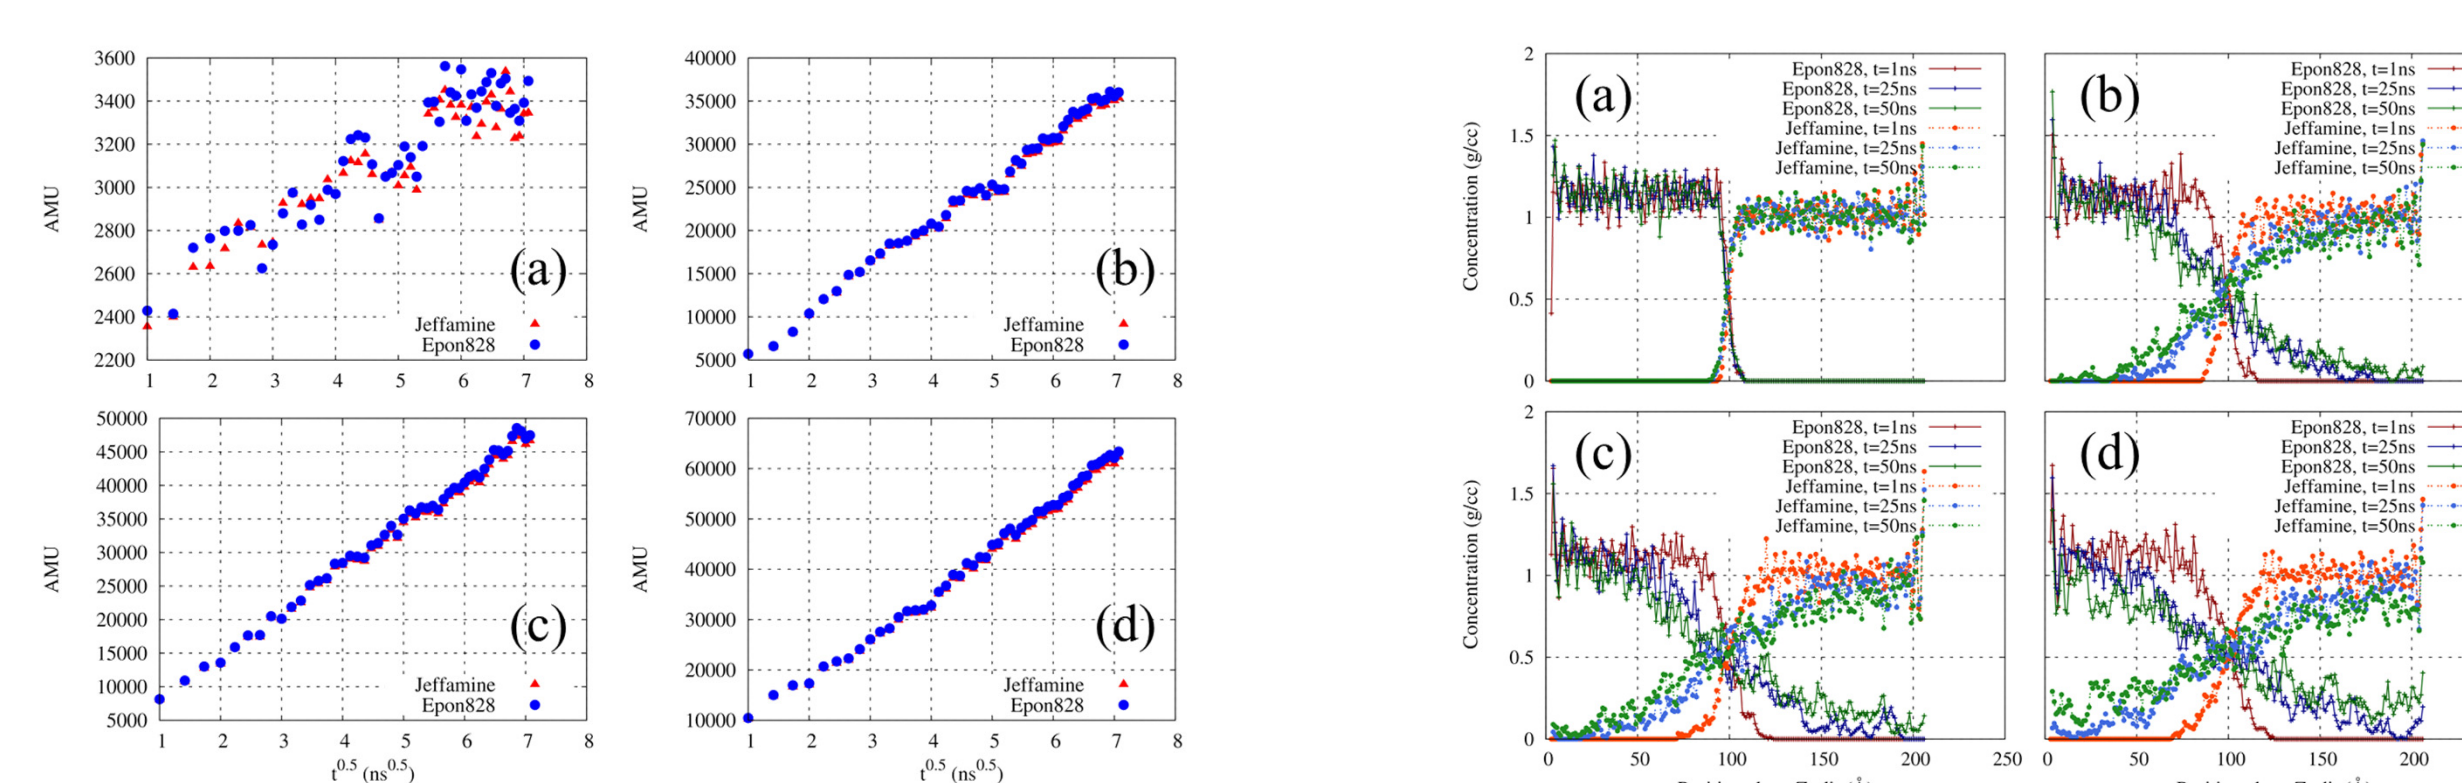 3600
3400
3200
3000
2800
2600
2400
2200
AMU
(a)
Jeffamine
Epon828
1 2 3 4 5 6 7 8
40000
35000
30000
25000
20000
15000
10000
5000
AMU
(b)
Jeffamine
Epon828
1 2 3 4 5 6 7 8
50000
45000
40000
35000
30000
25000
20000
15000
10000
5000
AMU
(c)
Jeffamine
Epon828
1 2 3 4 5 6 7 8
t^0.5 (ns^0.5)
70000
60000
50000
40000
30000
20000
10000
AMU
(d)
Jeffamine
Epon828
1 2 3 4 5 6 7 8
t^0.5 (ns^0.5)
2
1.5
1
0.5
0
Concentration (g/cc)
(a)
Epon828, t=1ns
Epon828, t=25ns
Epon828, t=50ns
Jeffamine, t=1ns
Jeffamine, t=25ns
Jeffamine, t=50ns
(b)
Epon828, t=1ns
Epon828, t=25ns
Epon828, t=50ns
Jeffamine, t=1ns
Jeffamine, t=25ns
Jeffamine, t=50ns
2
1.5
1
0.5
0
Concentration (g/cc)
(c)
Epon828, t=1ns
Epon828, t=25ns
Epon828, t=50ns
Jeffamine, t=1ns
Jeffamine, t=25ns
Jeffamine, t=50ns
0 50 100 150 200 250
(d)
Epon828, t=1ns
Epon828, t=25ns
Epon828, t=50ns
Jeffamine, t=1ns
Jeffamine, t=25ns
Jeffamine, t=50ns
0 50 100 150 200